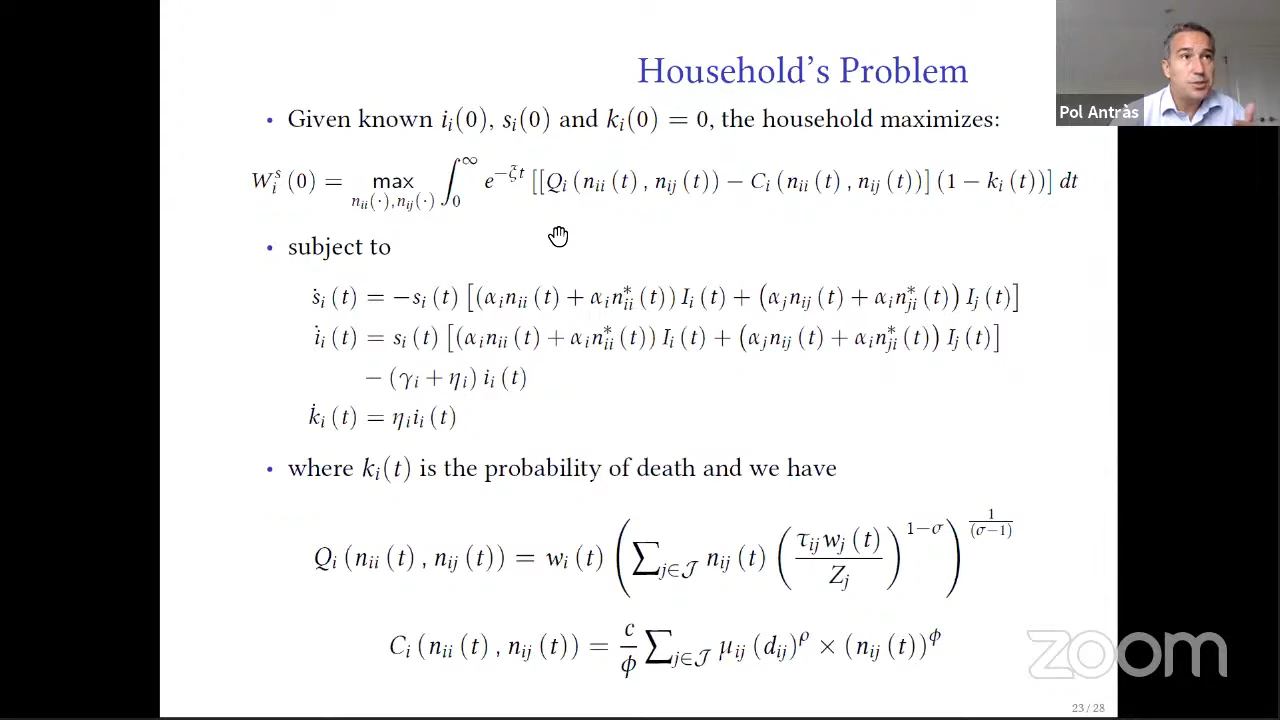 Household's Problem
• Given known i_i(0), s_i(0) and k_i(0) = 0, the household maximizes:
W_i^s (0) = max_{n_ii(·),n_ij(·)} ∫_0^∞ e^{−ξt} [[Q_i (n_ii (t) , n_ij (t)) − C_i (n_ii (t) , n_ij (t))] (1 − k_i (t))] dt
• subject to
ṡ_i (t) = −s_i (t) [(α_i n_ii (t) + α_i n_ii^* (t)) I_i (t) + (α_j n_ij (t) + α_i n_ji^* (t)) I_j (t)]
i̇_i (t) = s_i (t) [(α_i n_ii (t) + α_i n_ii^* (t)) I_i (t) + (α_j n_ij (t) + α_i n_ji^* (t)) I_j (t)]
− (γ_i + η_i) i_i (t)
k̇_i (t) = η_i i_i (t)
• where k_i(t) is the probability of death and we have
Q_i (n_ii (t) , n_ij (t)) = w_i (t) (∑_{j∈𝒥} n_ij (t) (τ_ij w_j (t) / Z_j)^{1−σ})^{1/(σ−1)}
C_i (n_ii (t) , n_ij (t)) = c/φ ∑_{j∈𝒥} μ_ij (d_ij)^ρ × (n_ij (t))^φ
23 / 28
Pol Antràs
zoom